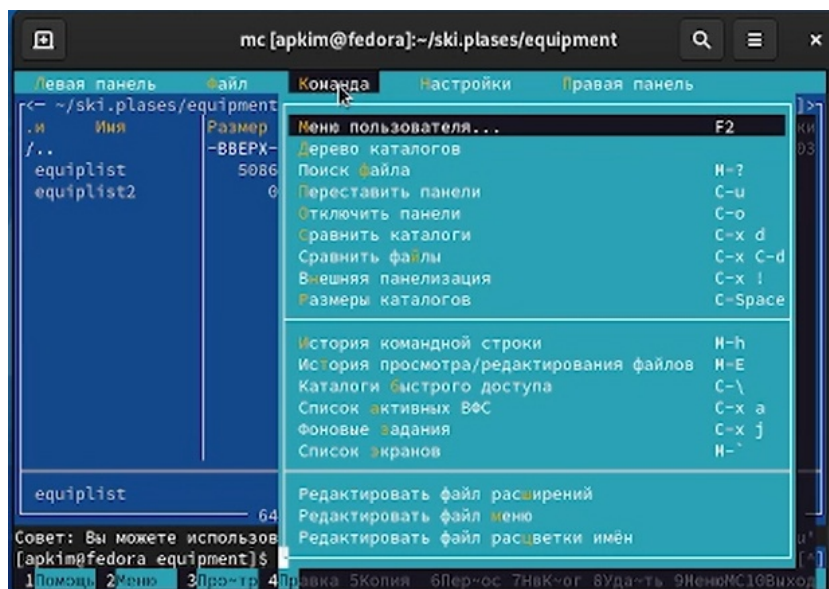 mc [apkim@fedora]:~/ski.plases/equipment
Левая панель Файл Команда Настройки Правая панель
<- ~/ski.plases/equipment ]>
.и Имя Размер
/.. -ВВЕРХ-
equiplist 5086
equiplist2 0
Меню пользователя... F2
Дерево каталогов
Поиск файла M-?
Переставить панели C-u
Отключить панели C-o
Сравнить каталоги C-x d
Сравнить файлы C-x C-d
Внешняя панелизация C-x !
Размеры каталогов C-Space
История командной строки M-h
История просмотра/редактирования файлов M-E
Каталоги быстрого доступа C-\
Список активных ВФС C-x a
Фоновые задания C-x j
Список экранов M-`
Редактировать файл расширений
Редактировать файл меню
Редактировать файл расцветки имён
equiplist
64
Совет: Вы можете использов
[apkim@fedora equipment]$ [^]
1Помощь 2Меню 3Про~тр 4Правка 5Копия 6Пер~ос 7НвК~ог 8Уда~ть 9МенюMC 10Выход